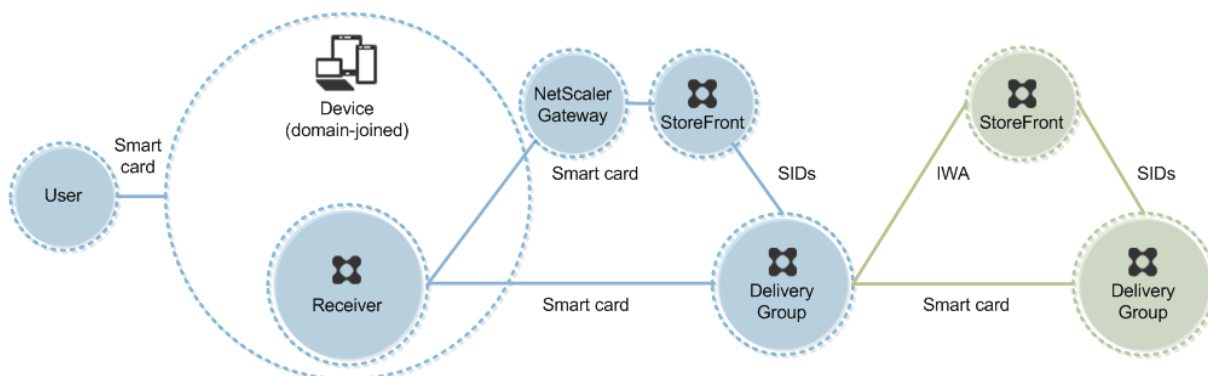 Device
(domain-joined)
Smart
card
User
Receiver
NetScaler
Gateway
StoreFront
Smart card
SIDs
Smart card
Delivery
Group
StoreFront
IWA
SIDs
Smart card
Delivery
Group